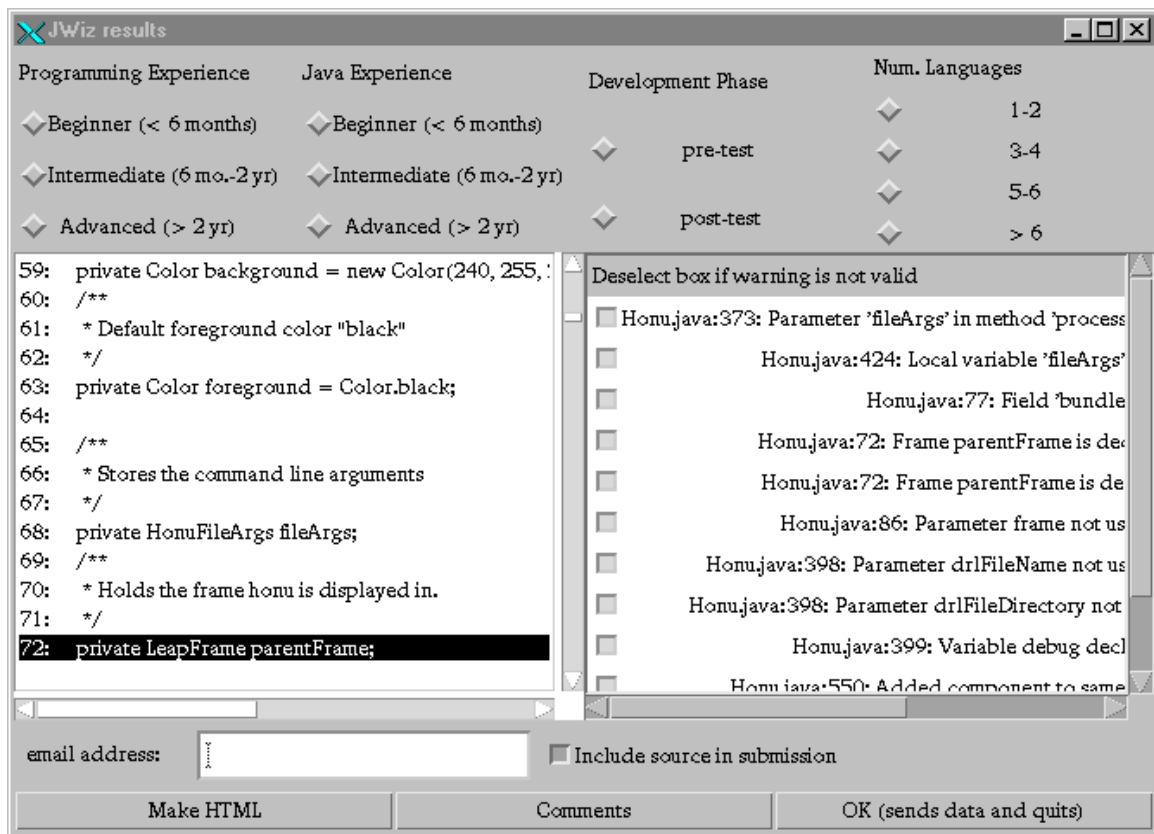 JWiz results
Programming Experience
Beginner (< 6 months)
Intermediate (6 mo.-2 yr)
Advanced (> 2 yr)
Java Experience
Beginner (< 6 months)
Intermediate (6 mo.-2 yr)
Advanced (> 2 yr)
Development Phase
pre-test
post-test
Num. Languages
1-2
3-4
5-6
> 6
59: private Color background = new Color(240, 255,
60: /**
61: * Default foreground color "black"
62: */
63: private Color foreground = Color.black;
64:
65: /**
66: * Stores the command line arguments
67: */
68: private HonuFileArgs fileArgs;
69: /**
70: * Holds the frame honu is displayed in.
71: */
72: private LeapFrame parentFrame;
Deselect box if warning is not valid
Honu.java:373: Parameter 'fileArgs' in method 'process
Honu.java:424: Local variable 'fileArgs'
Honu.java:77: Field 'bundle
Honu.java:72: Frame parentFrame is dec
Honu.java:72: Frame parentFrame is de
Honu.java:86: Parameter frame not us
Honu.java:398: Parameter drlFileName not us
Honu.java:398: Parameter drlFileDirectory not
Honu.java:399: Variable debug decl
Honu.java:550: Added component to same
email address:
Include source in submission
Make HTML
Comments
OK (sends data and quits)